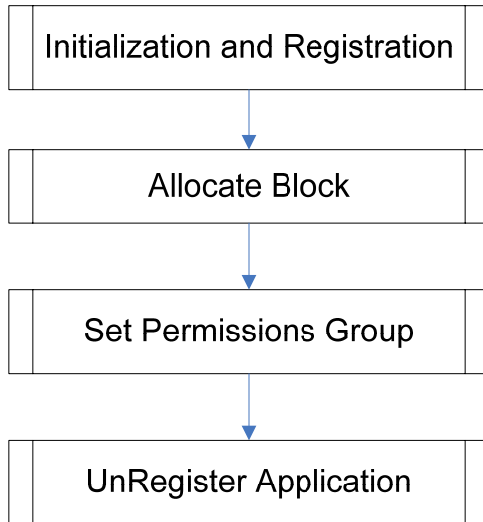 Initialization and Registration
Allocate Block
Set Permissions Group
UnRegister Application